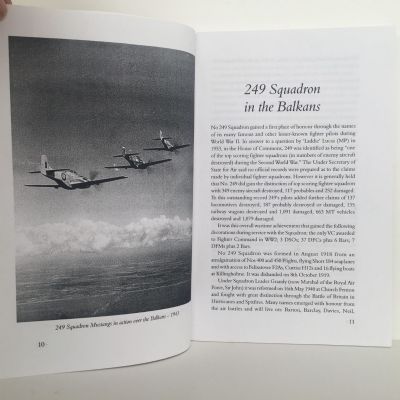 249 Squadron Mustangs in action over the Balkans – 1943
10
249 Squadron
in the Balkans
No 249 Squadron gained a first place of honour through the names
of its many famous and other lesser-known fighter pilots during
World War II. In answer to a question by "Laddie" Lucas (MP) in
1953, in the House of Commons, 249 was identified as being "one
of the top scoring fighter squadrons (in numbers of enemy aircraft
destroyed) during the Second World War." The Under Secretary of
State for Air said no official records were prepared as to the claims
made by individual fighter squadrons. However it is generally held
that No. 249 did gain the distinction of top scoring fighter squadron
with 349 enemy aircraft destroyed, 117 probables and 252 damaged.
To this outstanding record 249's pilots added further claims of 137
locomotives destroyed, 187 probably destroyed or damaged, 155
railway wagons destroyed and 1,091 damaged, 663 MT vehicles
destroyed and 1,879 damaged.
For this overall wartime achievement that gained the following
decorations during service with the Squadron: the only VC awarded
to Fighter Command in WW2; 3 DSOs; 37 DFCs plus 6 Bars; 7
DFMs plus 2 Bars.
No 249 Squadron was formed in August 1918 from an
amalgamation of Nos 400 and 450 Flights, flying Short 184 seaplanes
and with access to Felixstowe F2As, Curtiss H12s and 16 flying boats
at Killingholme. It was disbanded on 8th October 1919.
Under Squadron Leader Grandy (now Marshal of the Royal Air
Force, Sir John) it was reformed on 16th May 1940 at Church Fenton
and fought with great distinction through the Battle of Britain in
Hurricanes and Spitfires. Many names emerged with honour from
the air battles and will live on: Barton, Barclay, Davies, Neil,
11